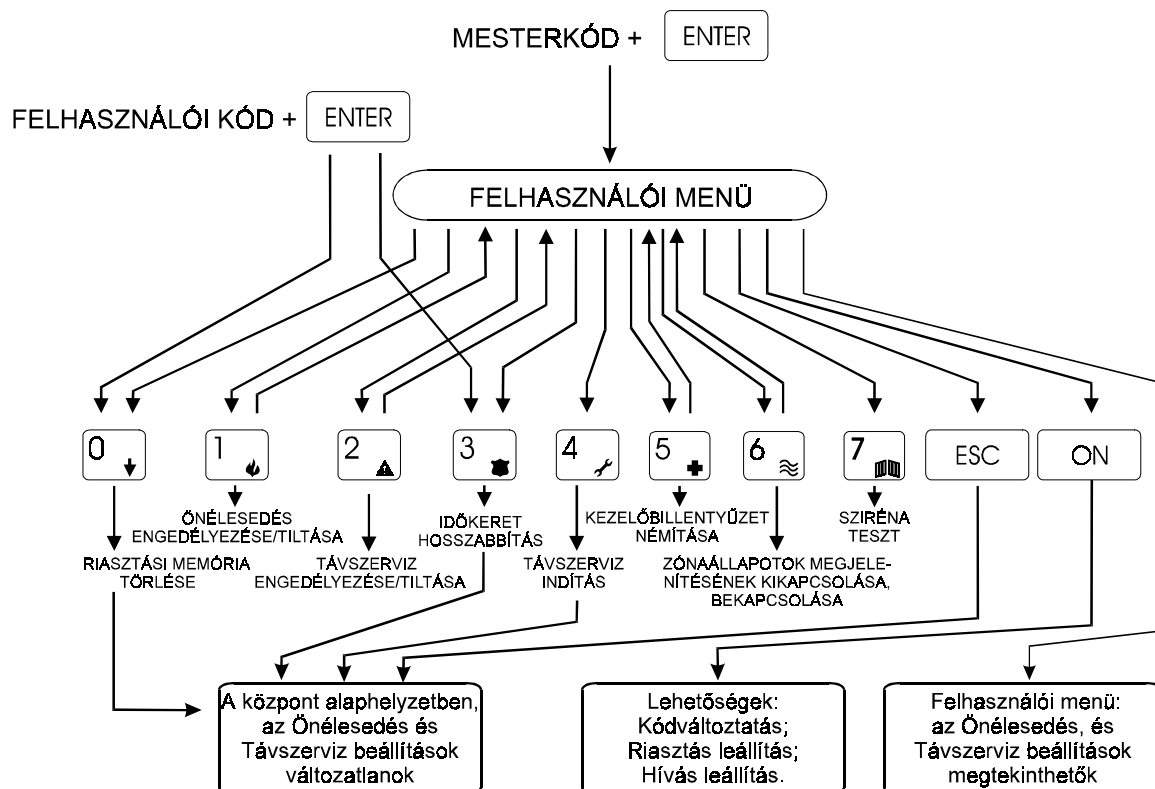 MESTERKÓD + ENTER
FELHASZNÁLÓI KÓD + ENTER
FELHASZNÁLÓI MENÜ
0
1
2
3
4
5
6
7
ESC
ON
ÖNÉLESEDÉS
ENGEDÉLYEZÉSE/TILTÁSA
IDŐKERET
HOSSZABBÍTÁS
KEZELŐBILLENTYŰZET
NÉMÍTÁSA
SZIRÉNA
TESZT
RIASZTÁSI MEMÓRIA
TÖRLÉSE
TÁVSZERVIZ
ENGEDÉLYEZÉSE/TILTÁSA
TÁVSZERVIZ
INDÍTÁS
ZÓNAÁLLAPOTOK MEGJELE-
NÍTÉSÉNEK KIKAPCSOLÁSA,
BEKAPCSOLÁSA
A központ alaphelyzetben,
az Önélesedés és
Távszerviz beállítások
változatlanok
Lehetőségek:
Kódváltoztatás;
Riasztás leállítás;
Hívás leállítás.
Felhasználói menü:
az Önélesedés, és
Távszerviz beállítások
megtekinthetők